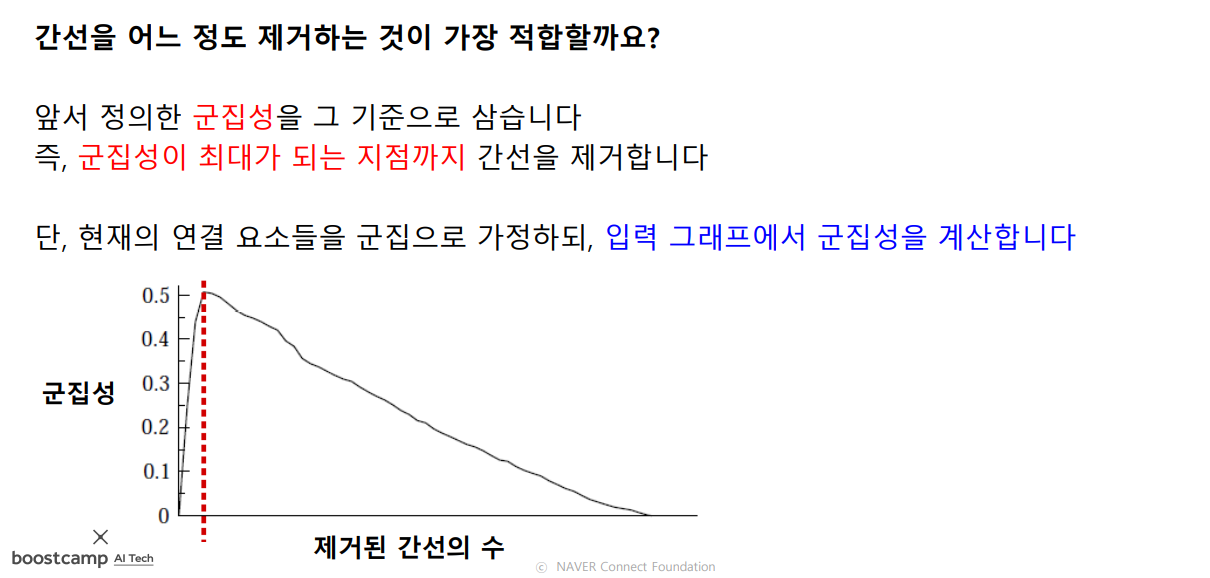 간선을 어느 정도 제거하는 것이 가장 적합할까요?
앞서 정의한 군집성을 그 기준으로 삼습니다
즉, 군집성이 최대가 되는 지점까지 간선을 제거합니다
단, 현재의 연결 요소들을 군집으로 가정하되, 입력 그래프에서 군집성을 계산합니다
0.5
0.4
군집성
0.3
0.2
0.1
0
제거된 간선의 수
boostcamp AI Tech
ⓒ NAVER Connect Foundation